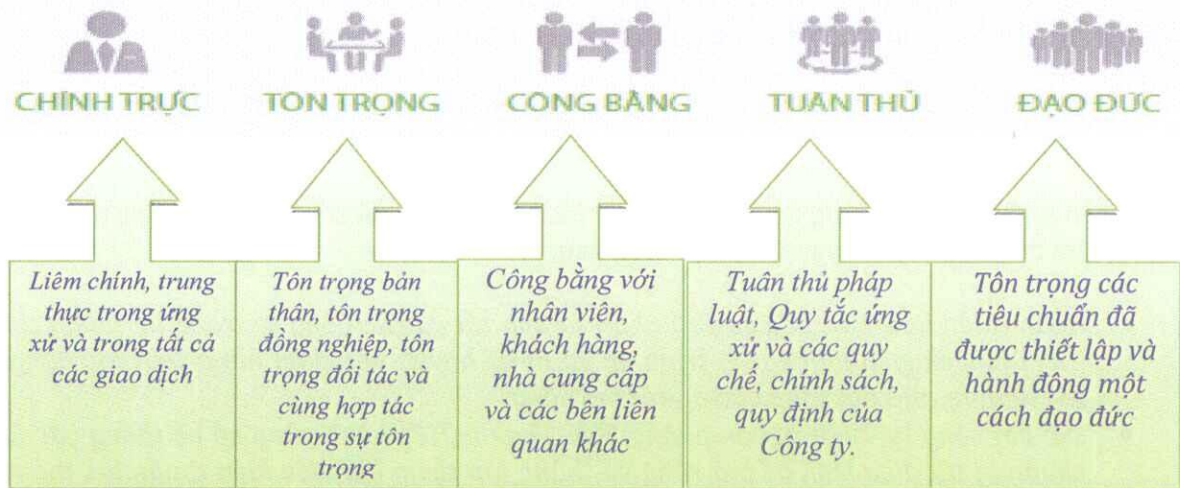 CHÍNH TRỰC
TÔN TRỌNG
CÔNG BẰNG
TUÂN THỦ
ĐẠO ĐỨC
Liêm chính, trung
thực trong ứng
xử và trong tất cả
các giao dịch
Tôn trọng bản
thân, tôn trọng
đồng nghiệp, tôn
trọng đối tác và
cùng hợp tác
trong sự tôn
trọng
Công bằng với
nhân viên,
khách hàng,
nhà cung cấp
và các bên liên
quan khác
Tuân thủ pháp
luật, Quy tắc ứng
xử và các quy
chế, chính sách,
quy định của
Công ty.
Tôn trọng các
tiêu chuẩn đã
được thiết lập và
hành động một
cách đạo đức